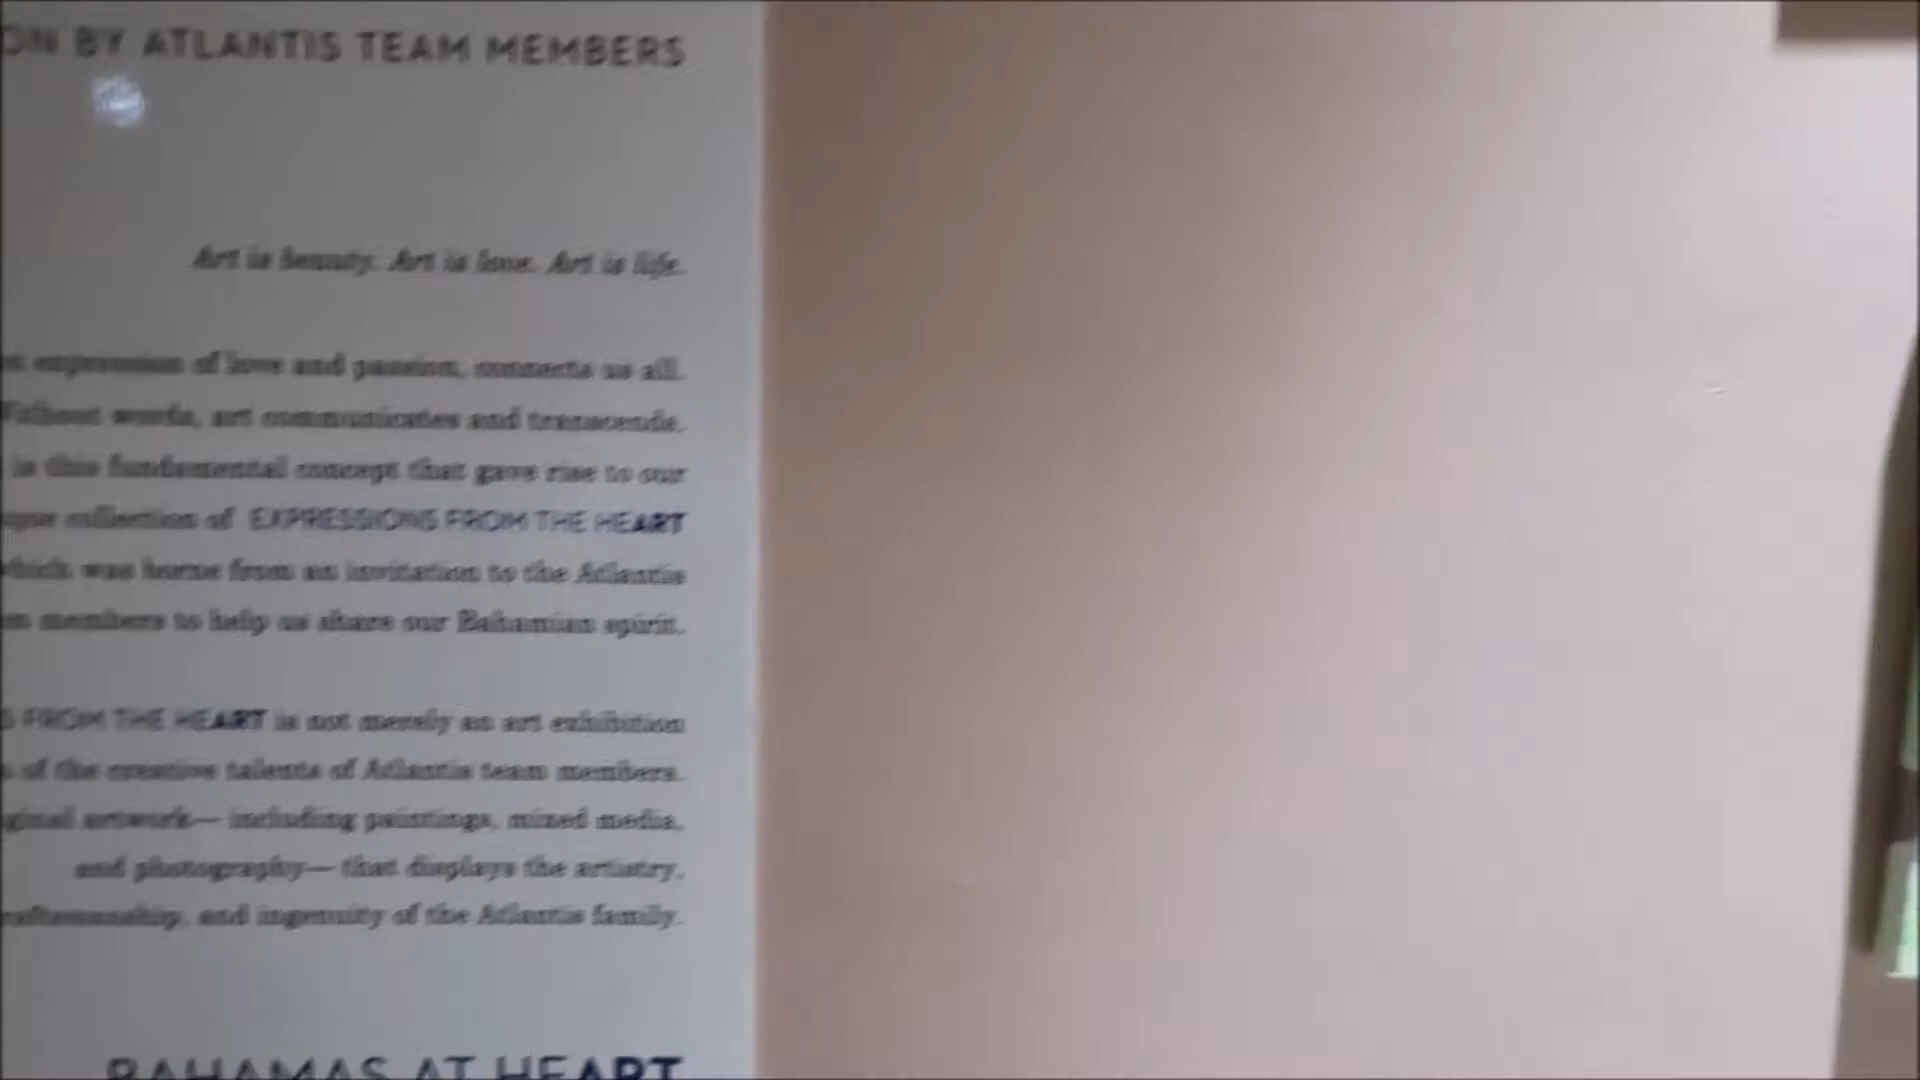 BY ATLANTIS TEAM MEMBERS
Art is beauty. Art is love. Art is life.
expression of love and passion, connects us all.
Without words, art communicates and transcends.
is this fundamental concept that gave rise to our
collection of EXPRESSIONS FROM THE HEART
which was borne from an invitation to the Atlantis
members to help us share our Bahamian spirit.
FROM THE HEART is not merely an art exhibition
of the creative talents of Atlantis team members.
artwork— including paintings, mixed media,
and photography— that displays the artistry,
and ingenuity of the Atlantis family.
BAHAMAS AT HEART